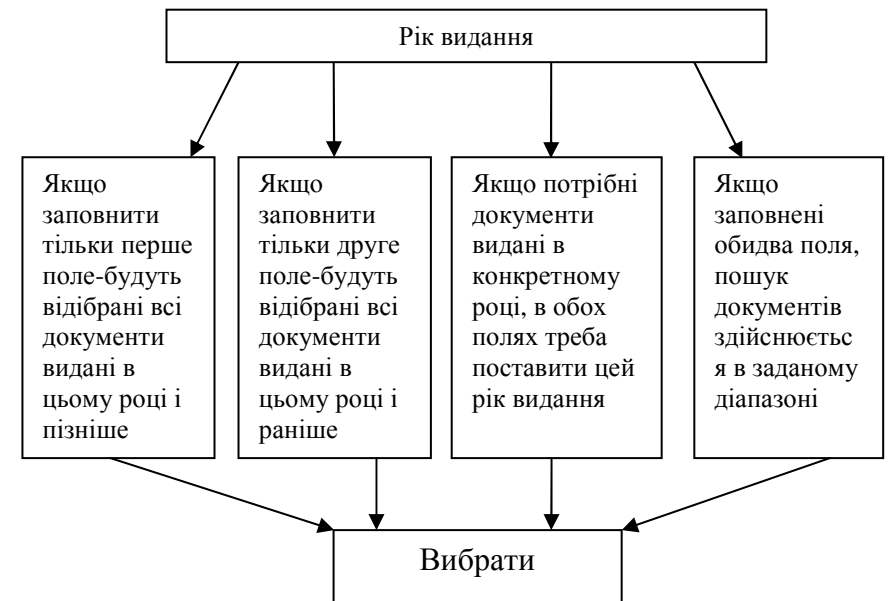 Рік видання
Якщо
заповнити
тільки перше
поле-будуть
відібрані всі
документи
видані в
цьому році і
пізніше
Якщо
заповнити
тільки друге
поле-будуть
відібрані всі
документи
видані в
цьому році і
раніше
Якщо потрібні
документи
видані в
конкретному
році, в обох
полях треба
поставити цей
рік видання
Якщо
заповнені
обидва поля,
пошук
документів
здійснюєтьс
я в заданому
діапазоні
Вибрати